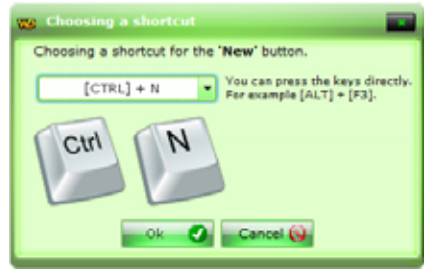 Choosing a shortcut
Choosing a shortcut for the 'New' button.
[CTRL] + N
You can press the keys directly.
For example [ALT] + [F3].
Ctrl
N
Ok
Cancel